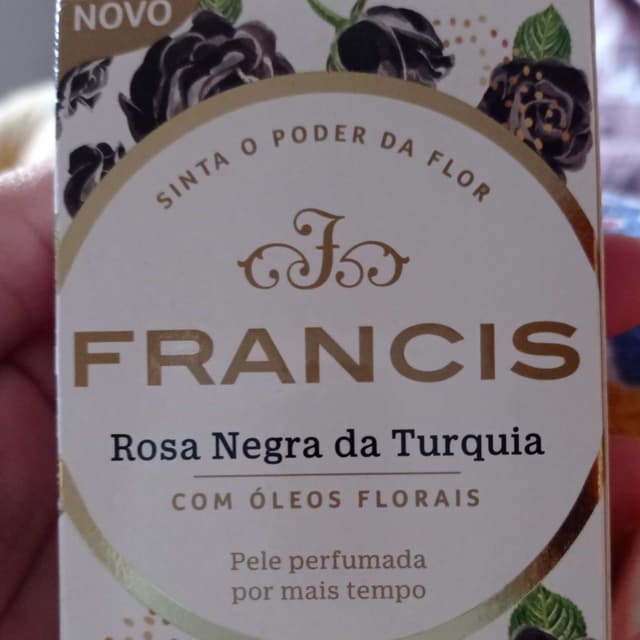 NOVO
SINTA O PODER DA FLOR
F
FRANCIS
Rosa Negra da Turquia
COM ÓLEOS FLORAIS
Pele perfumada
por mais tempo